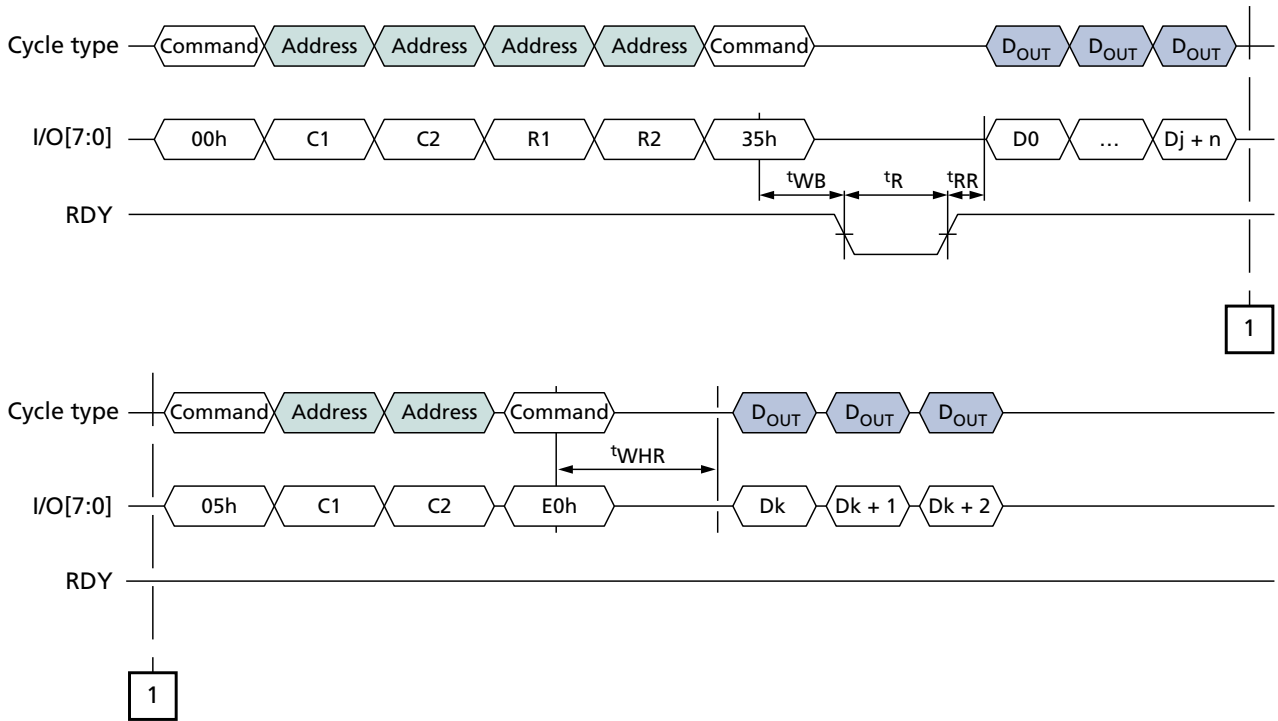 Cycle type Command Address Address Address Address Command DOUT DOUT DOUT
I/O[7:0] 00h C1 C2 R1 R2 35h D0 ... Dj + n
tWB tR tRR
RDY
1
Cycle type Command Address Address Command DOUT DOUT DOUT
tWHR
I/O[7:0] 05h C1 C2 E0h Dk Dk + 1 Dk + 2
RDY
1